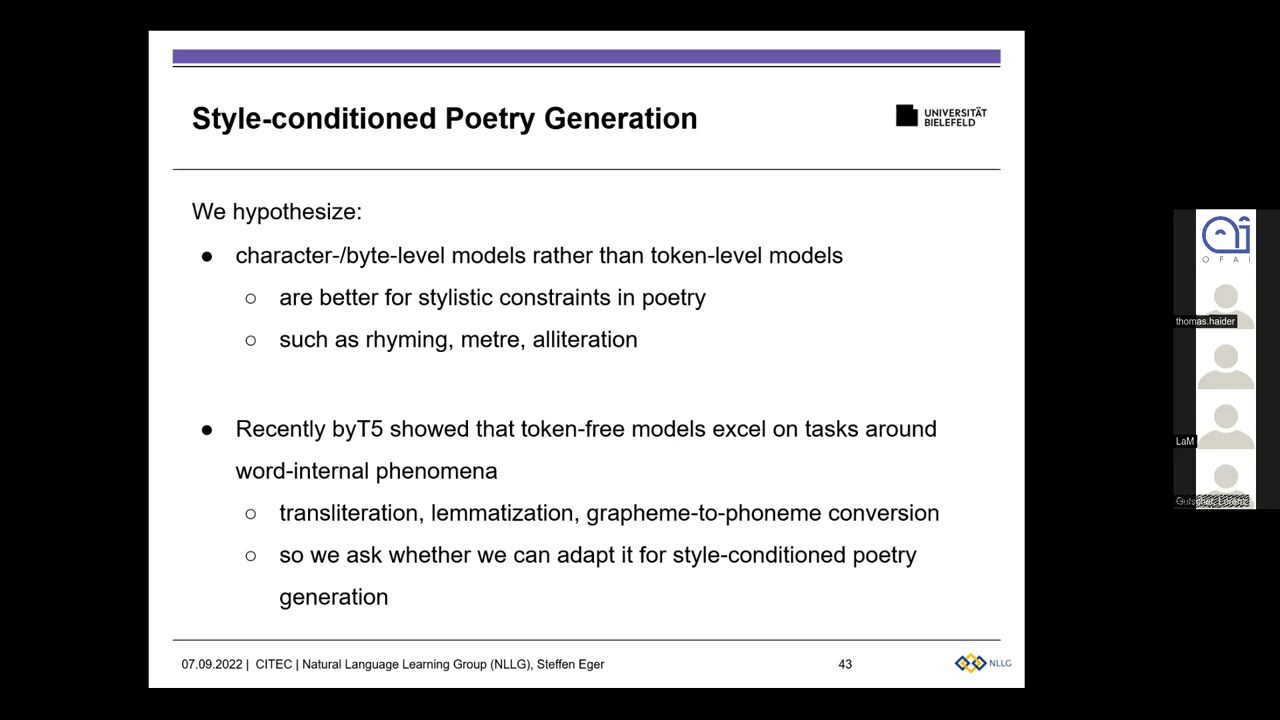 Style-conditioned Poetry Generation
UNIVERSITÄT
BIELEFELD
We hypothesize:
● character-/byte-level models rather than token-level models
○ are better for stylistic constraints in poetry
○ such as rhyming, metre, alliteration
● Recently byT5 showed that token-free models excel on tasks around
word-internal phenomena
○ transliteration, lemmatization, grapheme-to-phoneme conversion
○ so we ask whether we can adapt it for style-conditioned poetry
generation
07.09.2022 | CITEC | Natural Language Learning Group (NLLG), Steffen Eger
43
NLLG
OFAI
thomas.haider
LaM